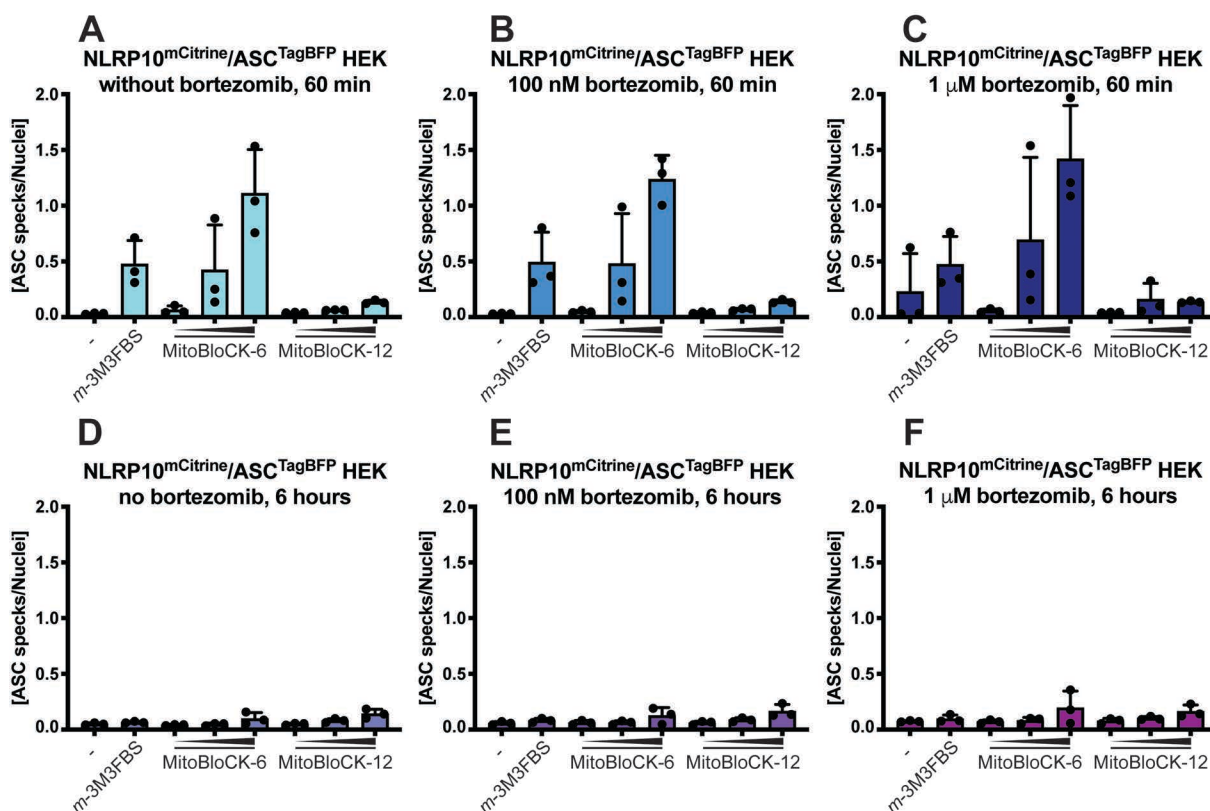 A
NLRP10mCitrine/ASCTagBFP HEK
without bortezomib, 60 min
[ASC specks/Nuclei]
2.0
1.5
1.0
0.5
0.0
-
m-3M3FBS
MitoBloCK-6
MitoBloCK-12
B
NLRP10mCitrine/ASCTagBFP HEK
100 nM bortezomib, 60 min
[ASC specks/Nuclei]
2.0
1.5
1.0
0.5
0.0
-
m-3M3FBS
MitoBloCK-6
MitoBloCK-12
C
NLRP10mCitrine/ASCTagBFP HEK
1 μM bortezomib, 60 min
[ASC specks/Nuclei]
2.0
1.5
1.0
0.5
0.0
-
m-3M3FBS
MitoBloCK-6
MitoBloCK-12
D
NLRP10mCitrine/ASCTagBFP HEK
no bortezomib, 6 hours
[ASC specks/Nuclei]
2.0
1.5
1.0
0.5
0.0
-
m-3M3FBS
MitoBloCK-6
MitoBloCK-12
E
NLRP10mCitrine/ASCTagBFP HEK
100 nM bortezomib, 6 hours
[ASC specks/Nuclei]
2.0
1.5
1.0
0.5
0.0
-
m-3M3FBS
MitoBloCK-6
MitoBloCK-12
F
NLRP10mCitrine/ASCTagBFP HEK
1 μM bortezomib, 6 hours
[ASC specks/Nuclei]
2.0
1.5
1.0
0.5
0.0
-
m-3M3FBS
MitoBloCK-6
MitoBloCK-12